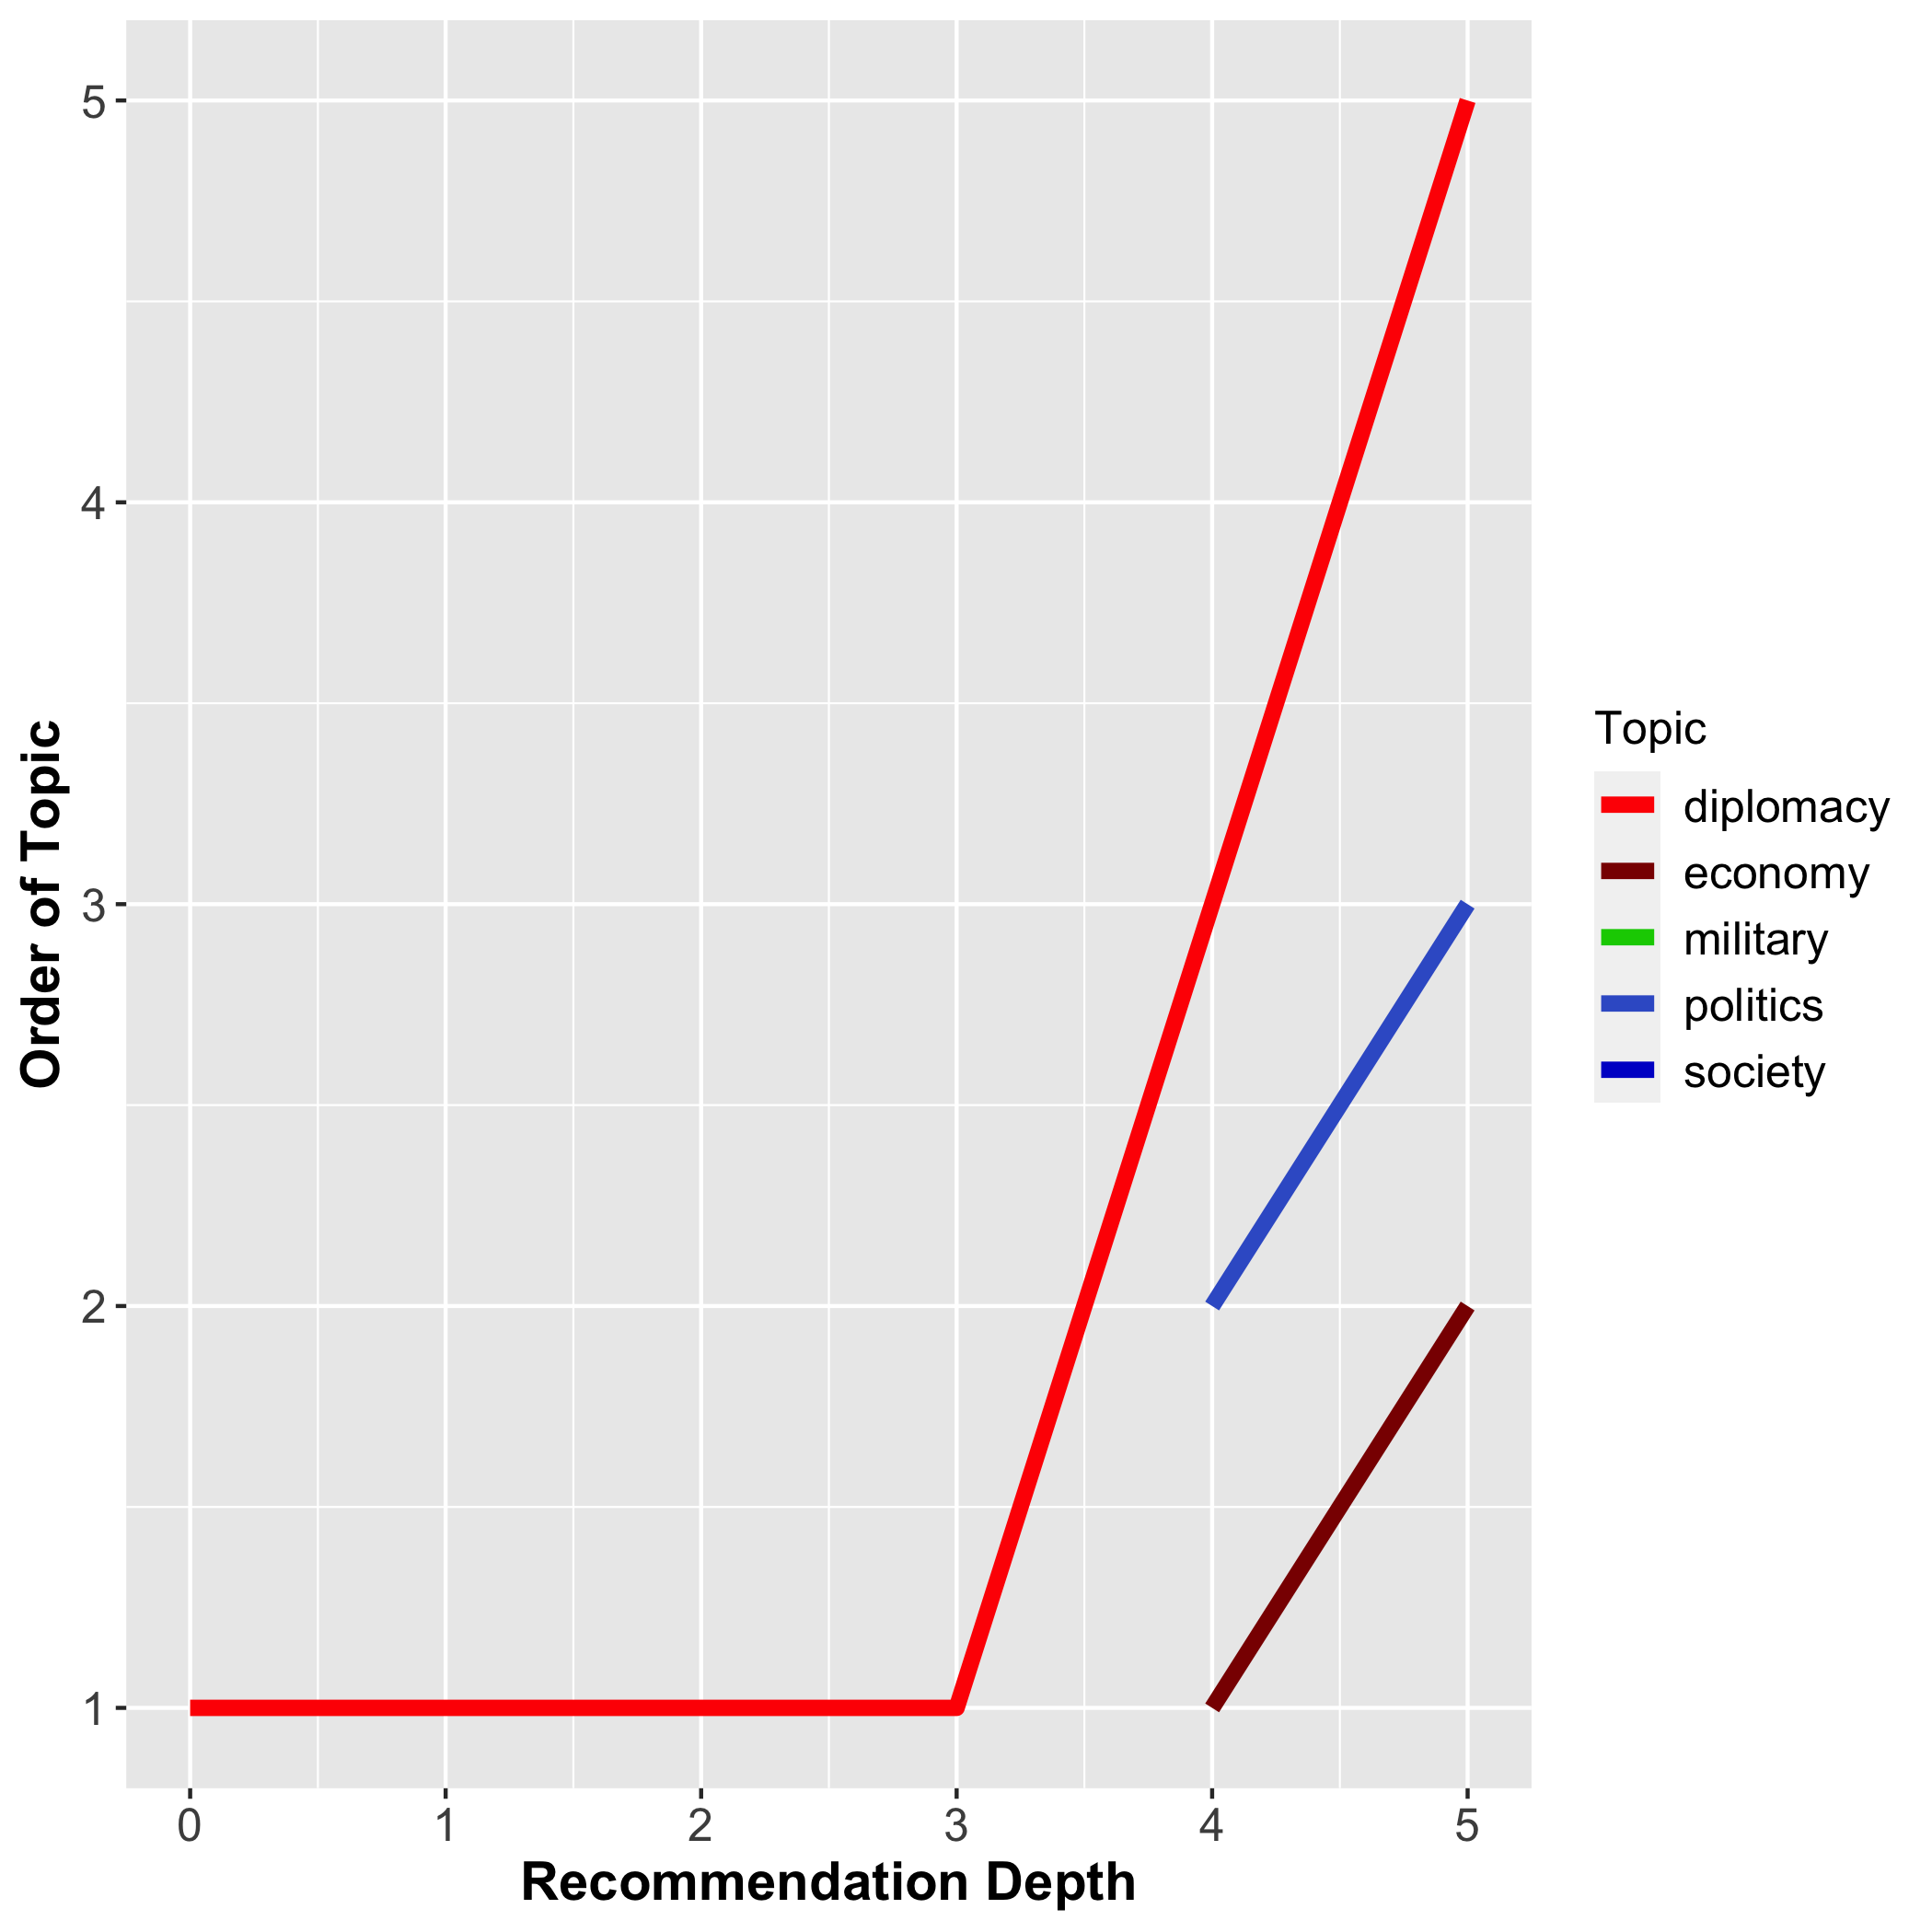 Order of Topic
5
4
3
2
1
0 1 2 3 4 5
Recommendation Depth
Topic
diplomacy
economy
military
politics
society